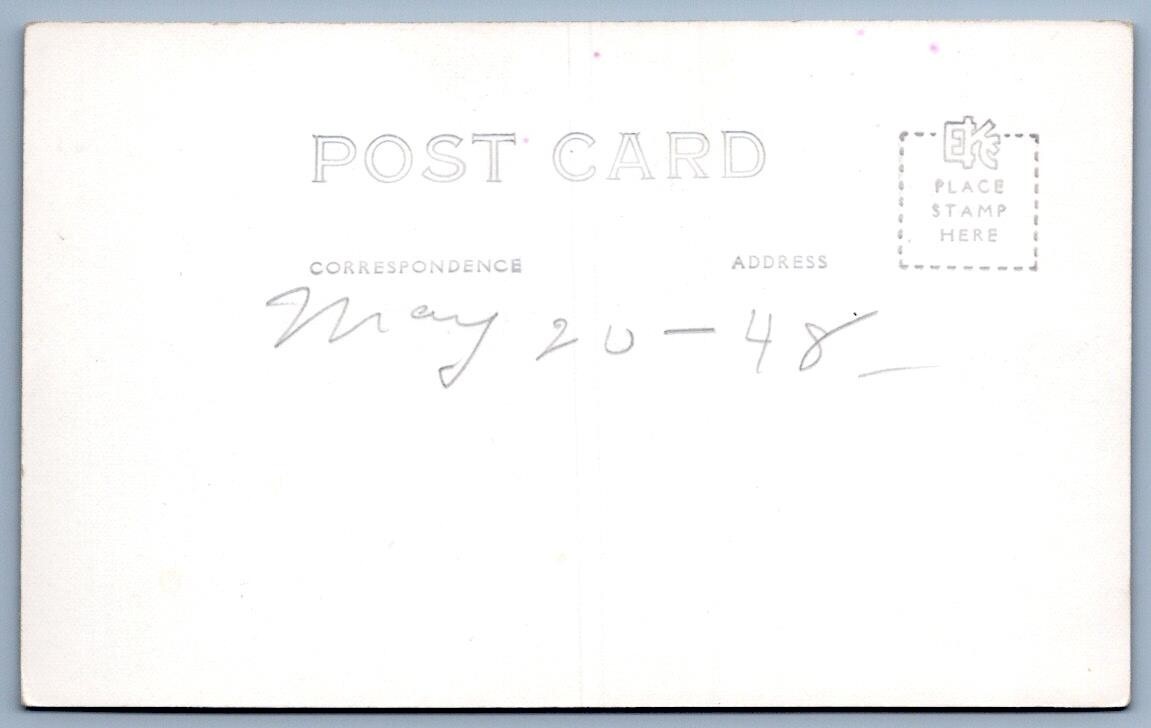 POST CARD
EKC
PLACE
STAMP
HERE
CORRESPONDENCE
ADDRESS
May 20 - 48